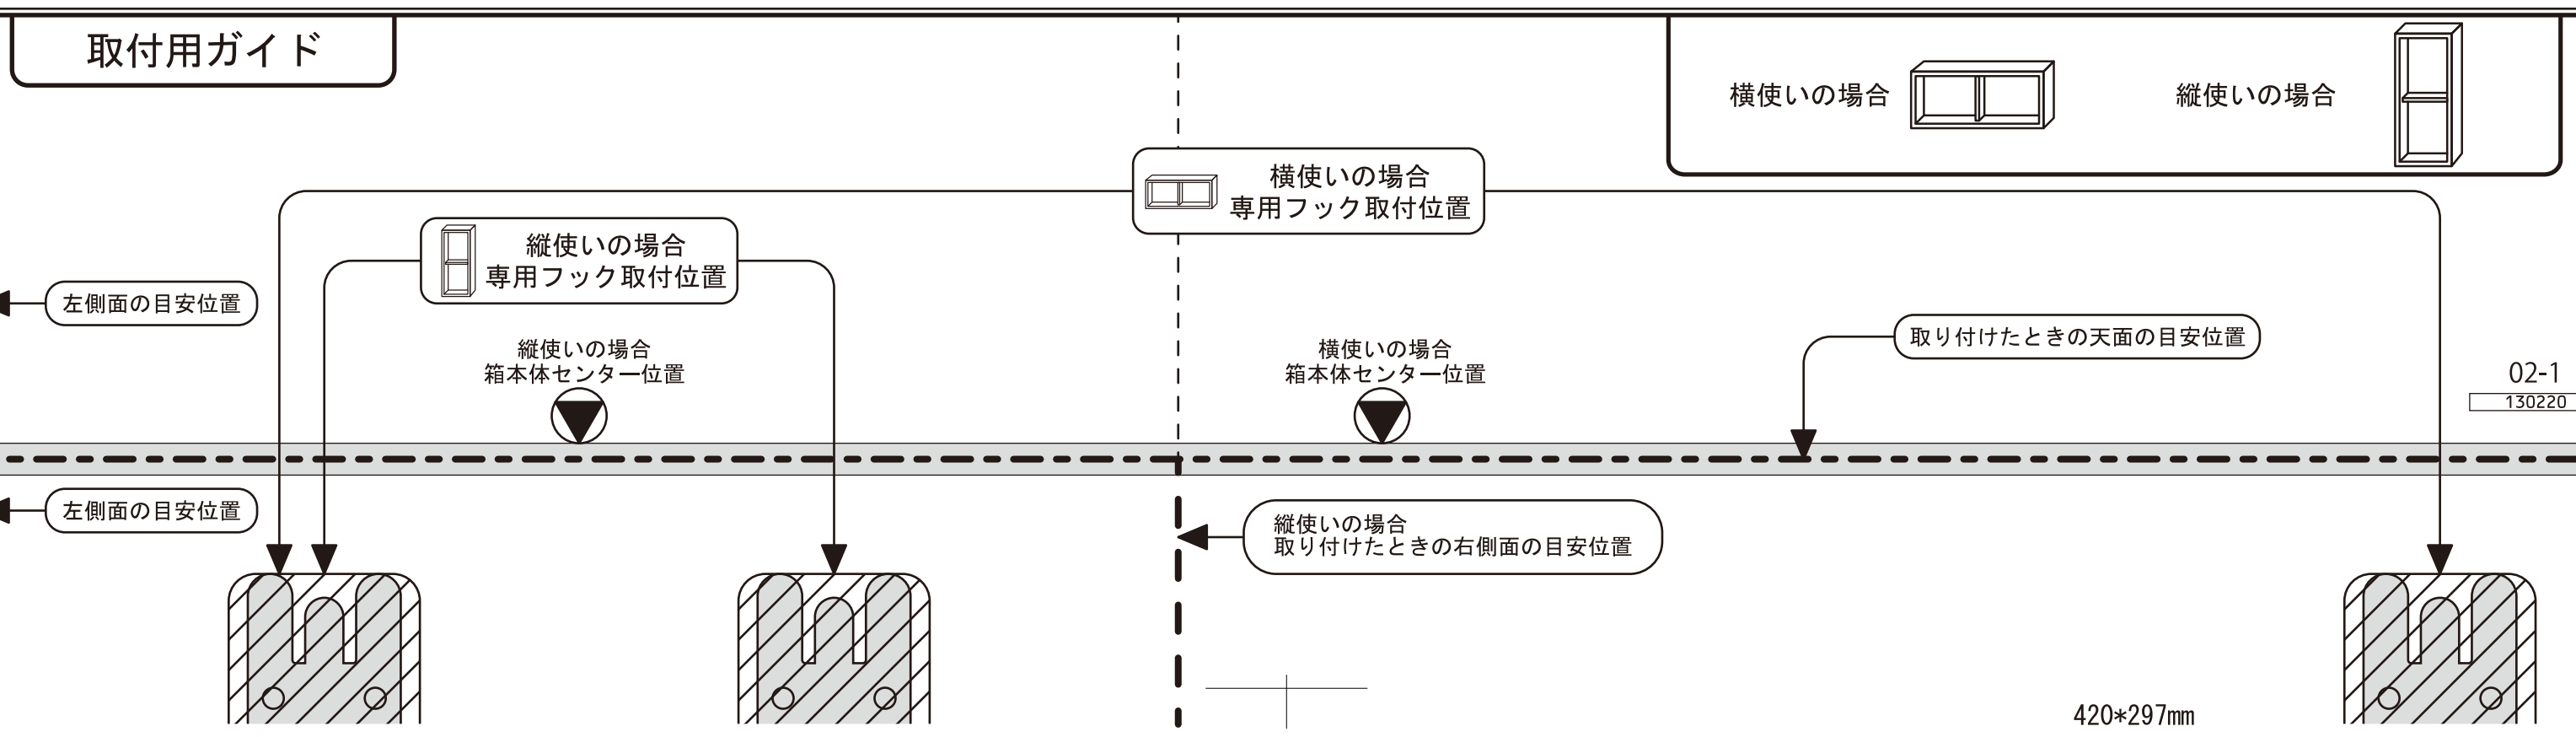 取付用ガイド
横使いの場合
縦使いの場合
横使いの場合
専用フック取付位置
縦使いの場合
専用フック取付位置
左側面の目安位置
縦使いの場合
箱本体センター位置
横使いの場合
箱本体センター位置
取り付けたときの天面の目安位置
02-1
130220
左側面の目安位置
縦使いの場合
取り付けたときの右側面の目安位置
420*297mm